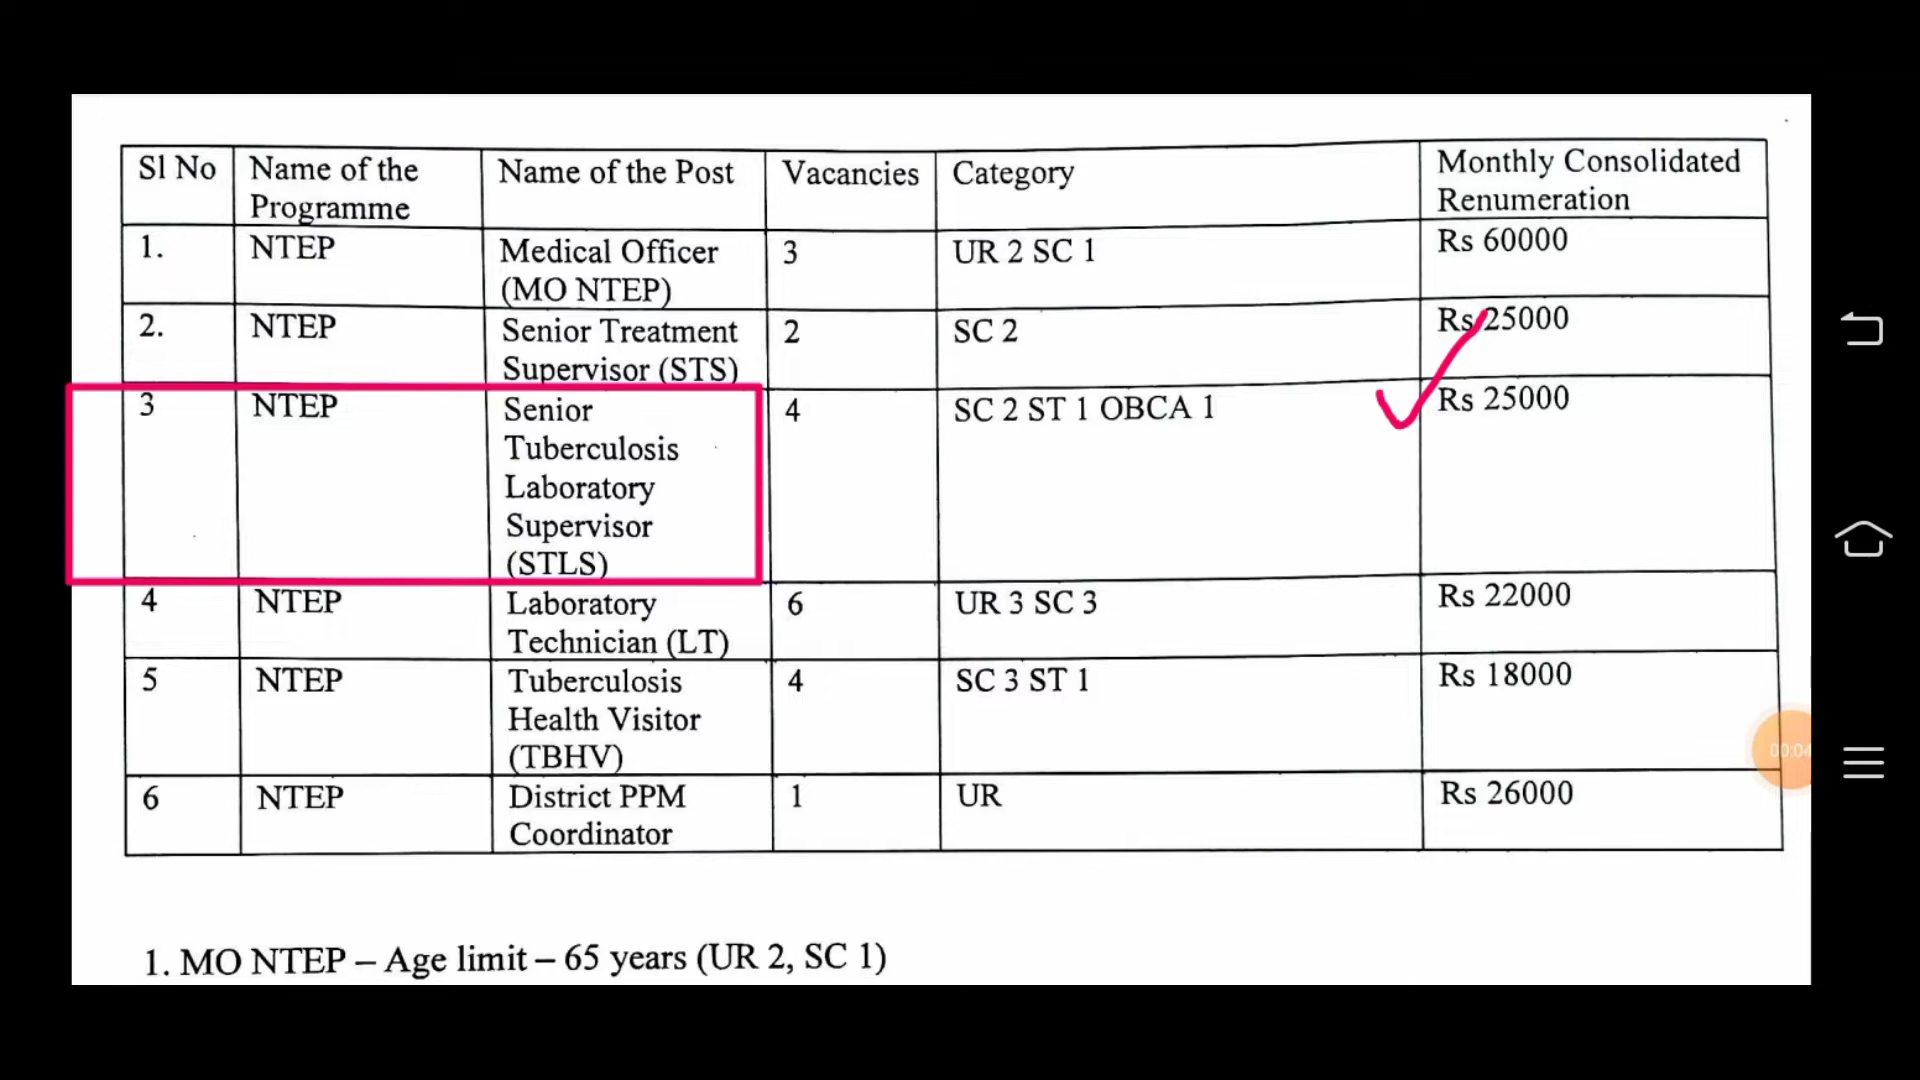 Sl No Name of the Programme Name of the Post Vacancies Category Monthly Consolidated Renumeration
1. NTEP Medical Officer (MO NTEP) 3 UR 2 SC 1 Rs 60000
2. NTEP Senior Treatment Supervisor (STS) 2 SC 2 Rs 25000
3 NTEP Senior Tuberculosis Laboratory Supervisor (STLS) 4 SC 2 ST 1 OBCA 1 Rs 25000
4 NTEP Laboratory Technician (LT) 6 UR 3 SC 3 Rs 22000
5 NTEP Tuberculosis Health Visitor (TBHV) 4 SC 3 ST 1 Rs 18000
6 NTEP District PPM Coordinator 1 UR Rs 26000
00:04
1. MO NTEP – Age limit – 65 years (UR 2, SC 1)